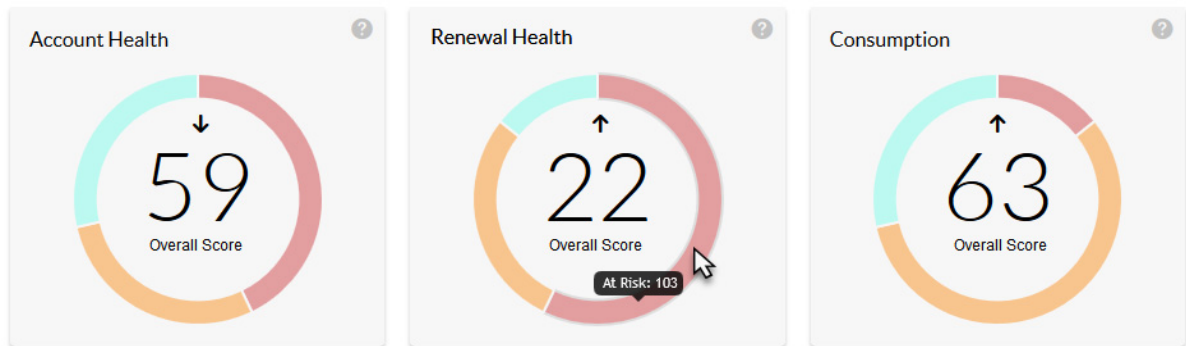 Account Health
?
↓
59
Overall Score
Renewal Health
?
↑
22
Overall Score
At Risk: 103
Consumption
?
↑
63
Overall Score